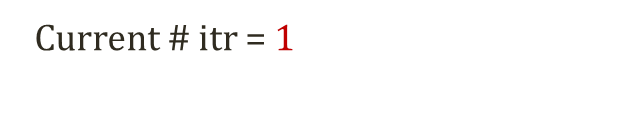 Current # itr = 1